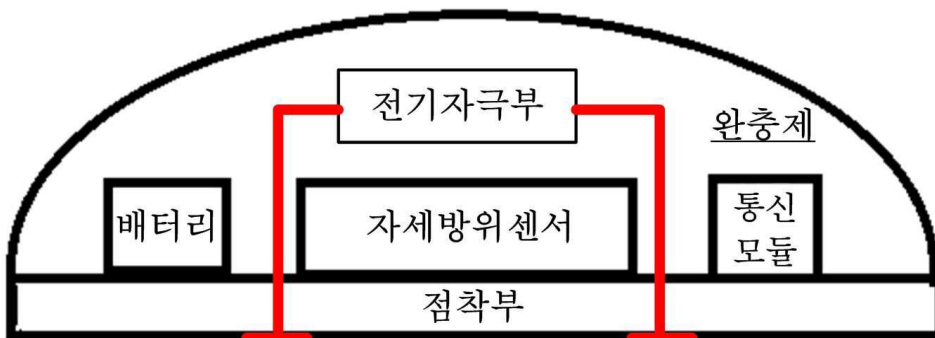 전기자극부
완충제
배터리
자세방위센서
통신
모듈
점착부